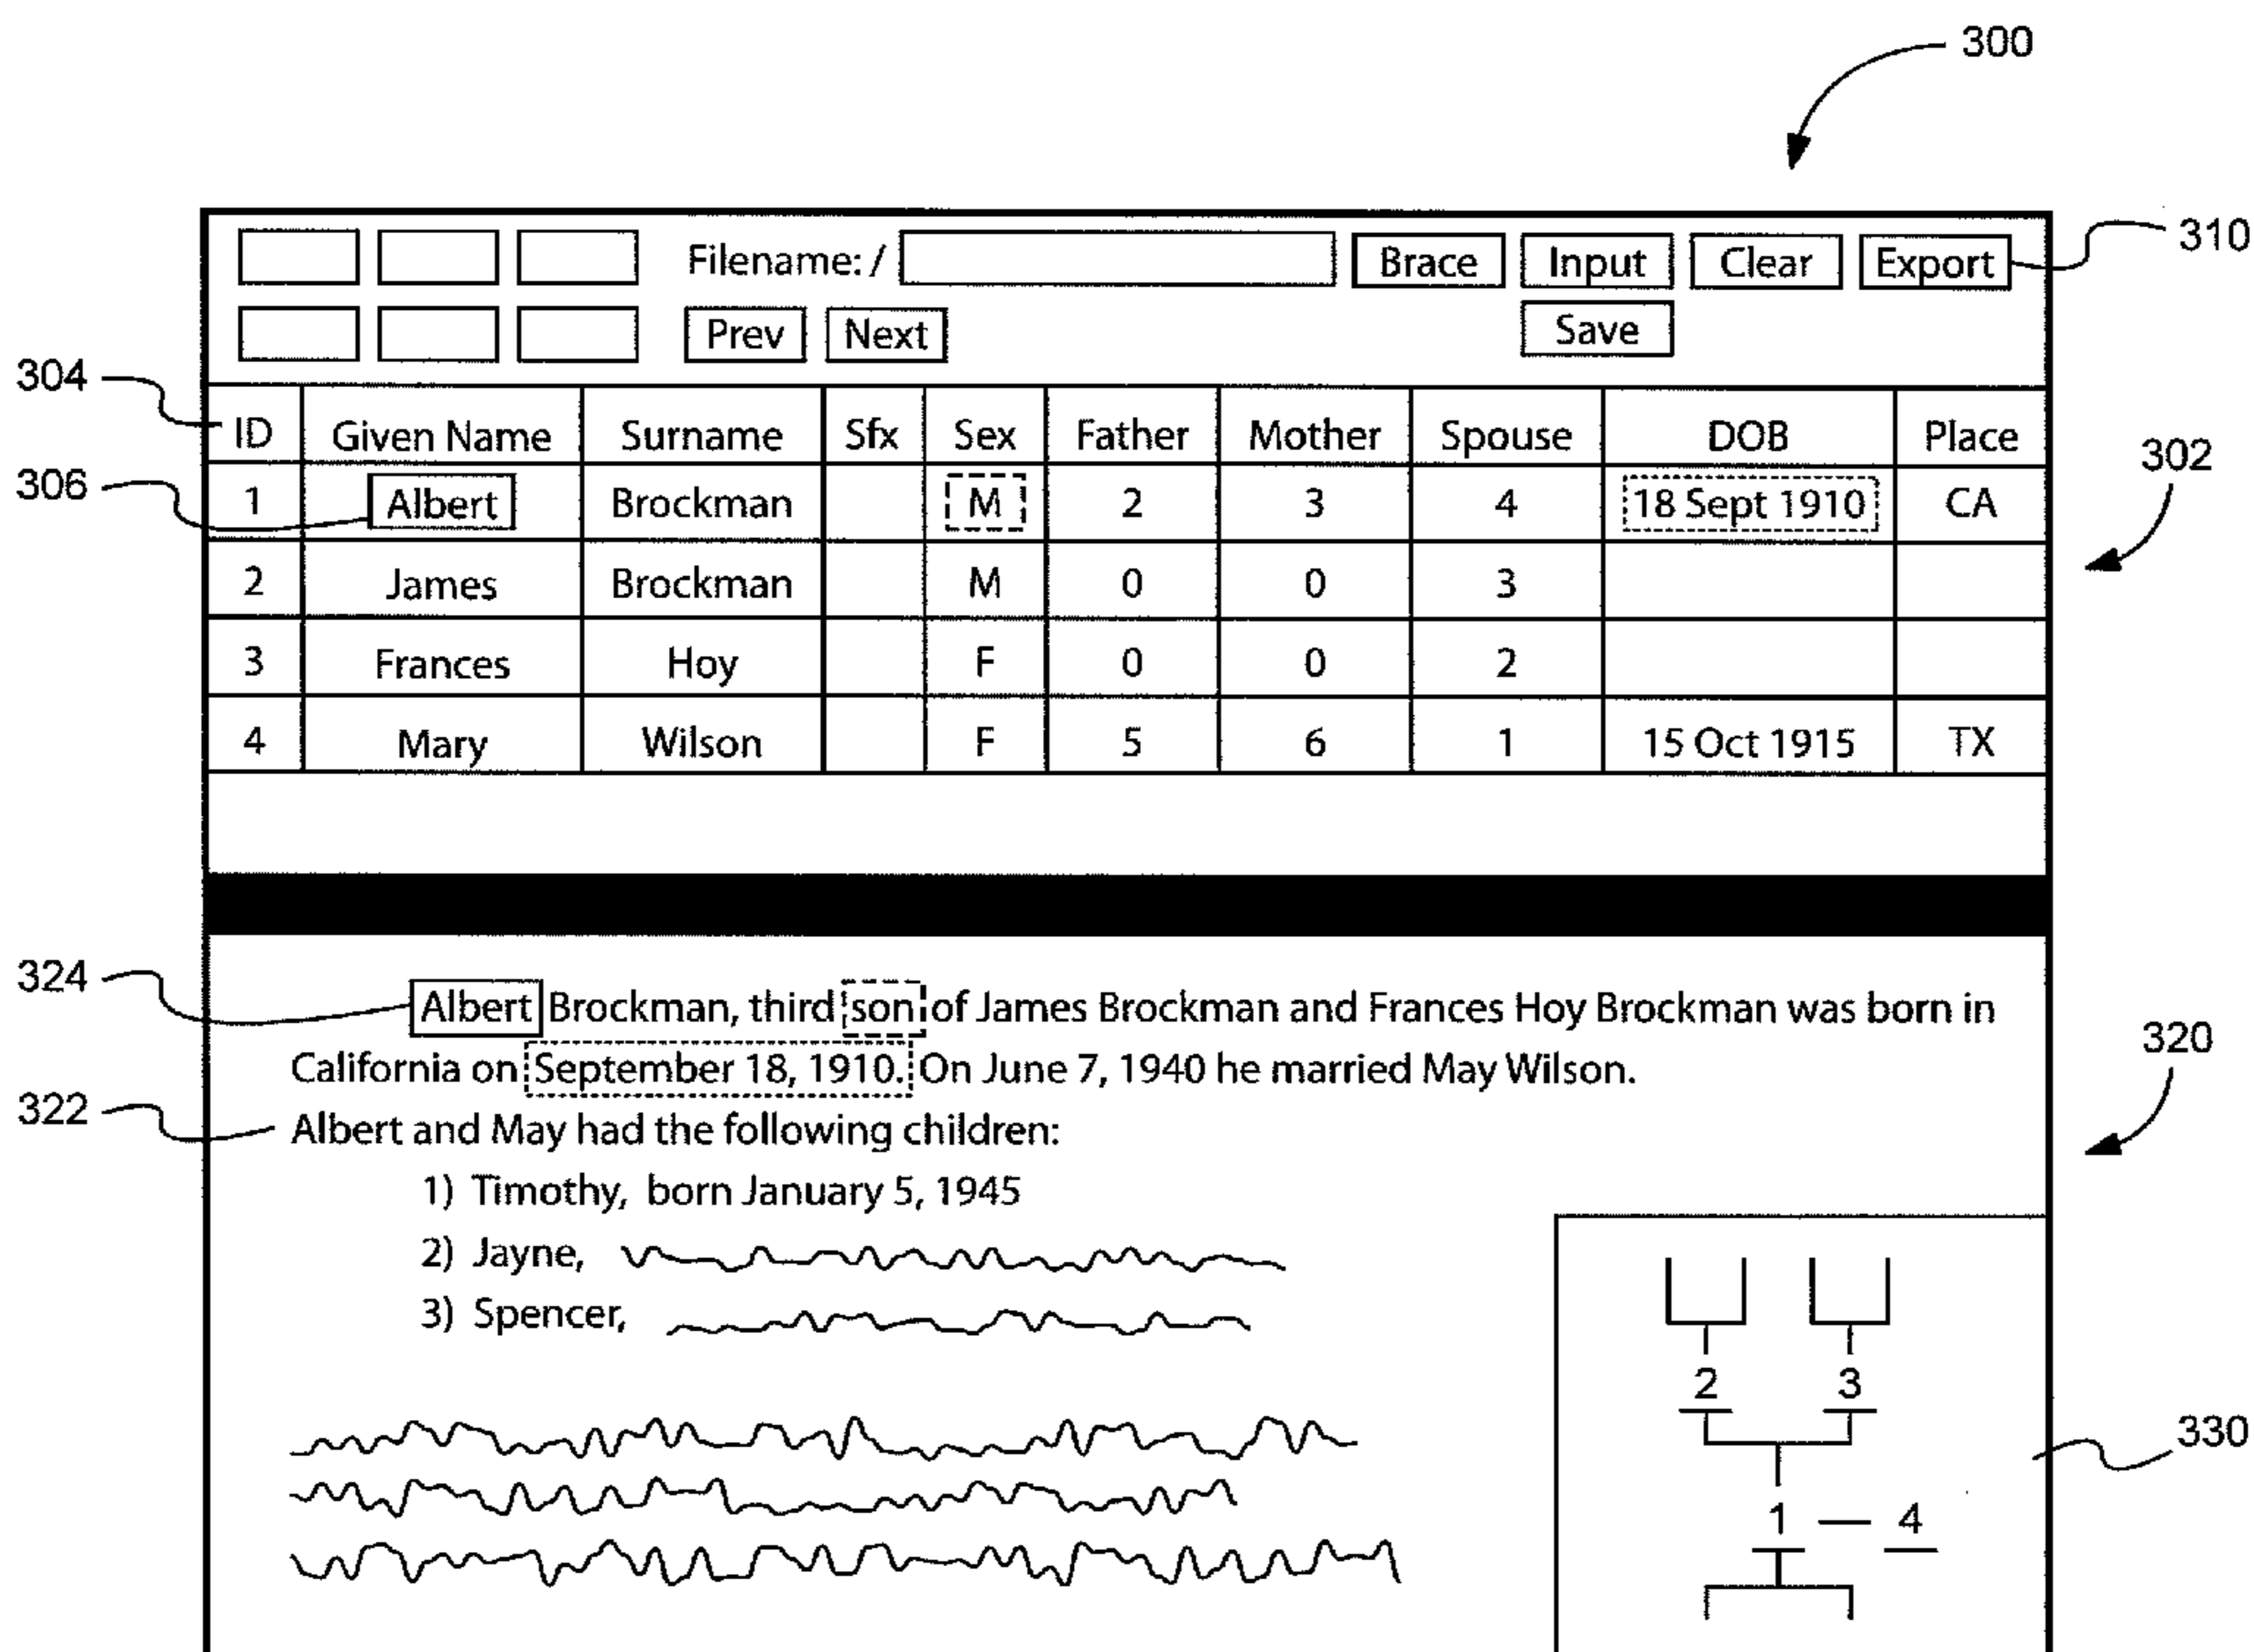 300
310
Filename: / Brace Input Clear Export
Prev Next Save
304
ID Given Name Surname Sfx Sex Father Mother Spouse DOB Place
302
306
1 Albert Brockman M 2 3 4 18 Sept 1910 CA
2 James Brockman M 0 0 3
3 Frances Hoy F 0 0 2
4 Mary Wilson F 5 6 1 15 Oct 1915 TX
324
Albert Brockman, third son of James Brockman and Frances Hoy Brockman was born in
California on September 18, 1910. On June 7, 1940 he married May Wilson.
320
322
Albert and May had the following children:
1) Timothy, born January 5, 1945
2) Jayne,
3) Spencer,
2 3
330
1 — 4